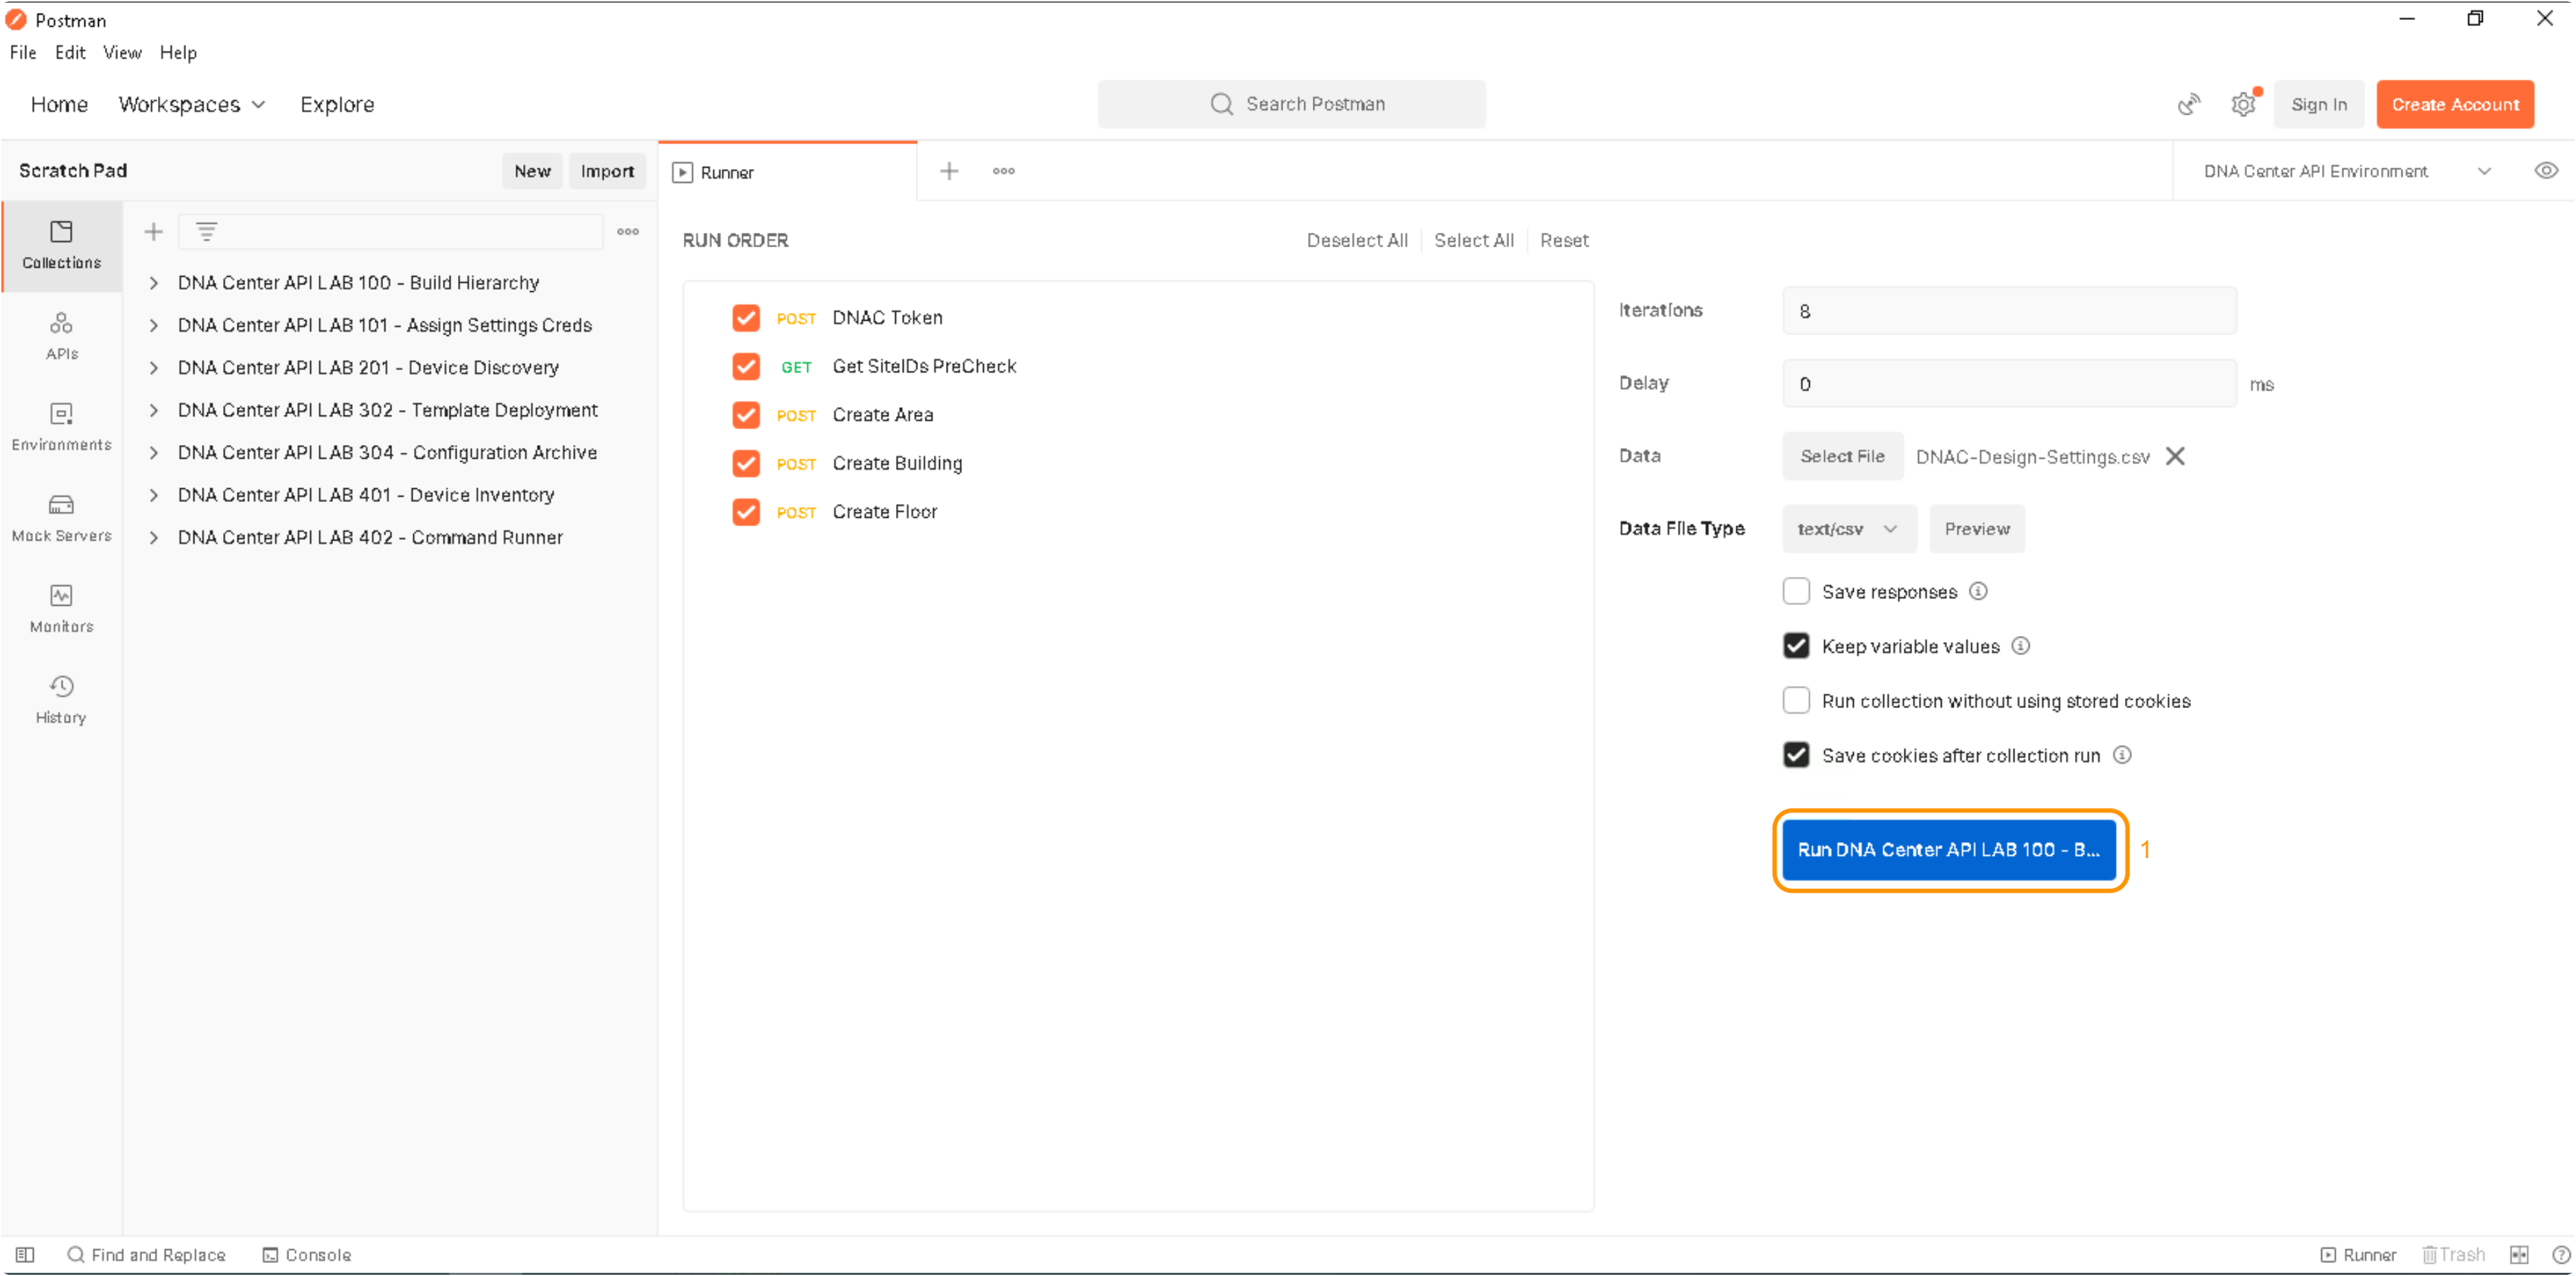 Postman
File Edit View Help
Home Workspaces Explore
Search Postman
Sign In Create Account
Scratch Pad New Import
Runner
DNA Center API Environment
Collections
APIs
Environments
Mock Servers
Monitors
History
DNA Center API LAB 100 - Build Hierarchy
DNA Center API LAB 101 - Assign Settings Creds
DNA Center API LAB 201 - Device Discovery
DNA Center API LAB 302 - Template Deployment
DNA Center API LAB 304 - Configuration Archive
DNA Center API LAB 401 - Device Inventory
DNA Center API LAB 402 - Command Runner
RUN ORDER Deselect All Select All Reset
POST DNAC Token
GET Get SiteIDs PreCheck
POST Create Area
POST Create Building
POST Create Floor
Iterations 8
Delay 0 ms
Data Select File DNAC-Design-Settings.csv
Data File Type text/csv Preview
Save responses
Keep variable values
Run collection without using stored cookies
Save cookies after collection run
Run DNA Center API LAB 100 - B... 1
Find and Replace Console Runner Trash